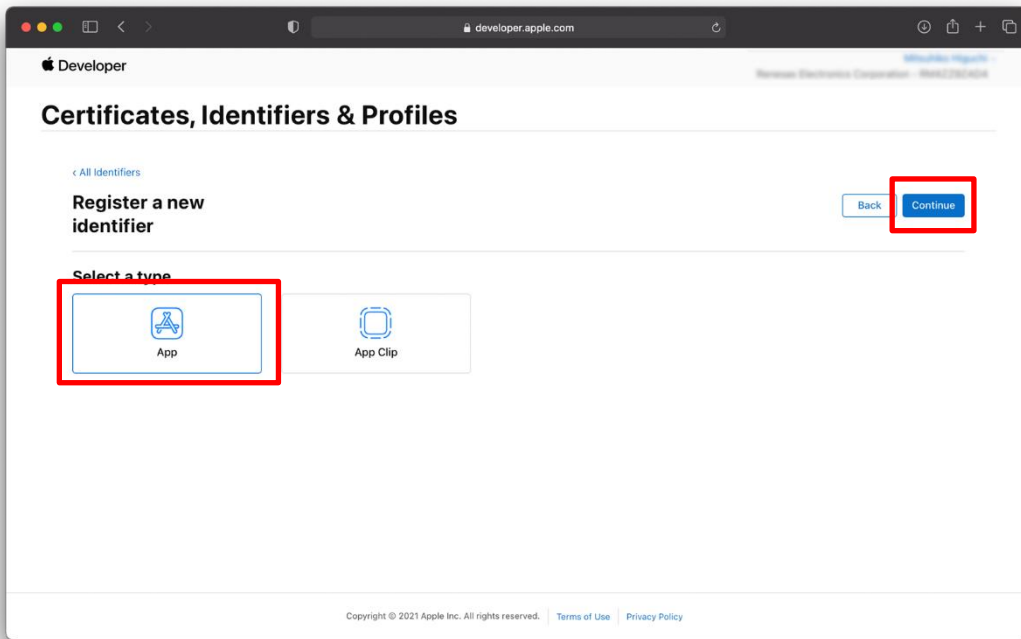 developer.apple.com
Developer
Certificates, Identifiers & Profiles
‹ All Identifiers
Register a new
identifier
Back
Continue
Select a type
App
App Clip
Copyright © 2021 Apple Inc. All rights reserved.
Terms of Use
Privacy Policy